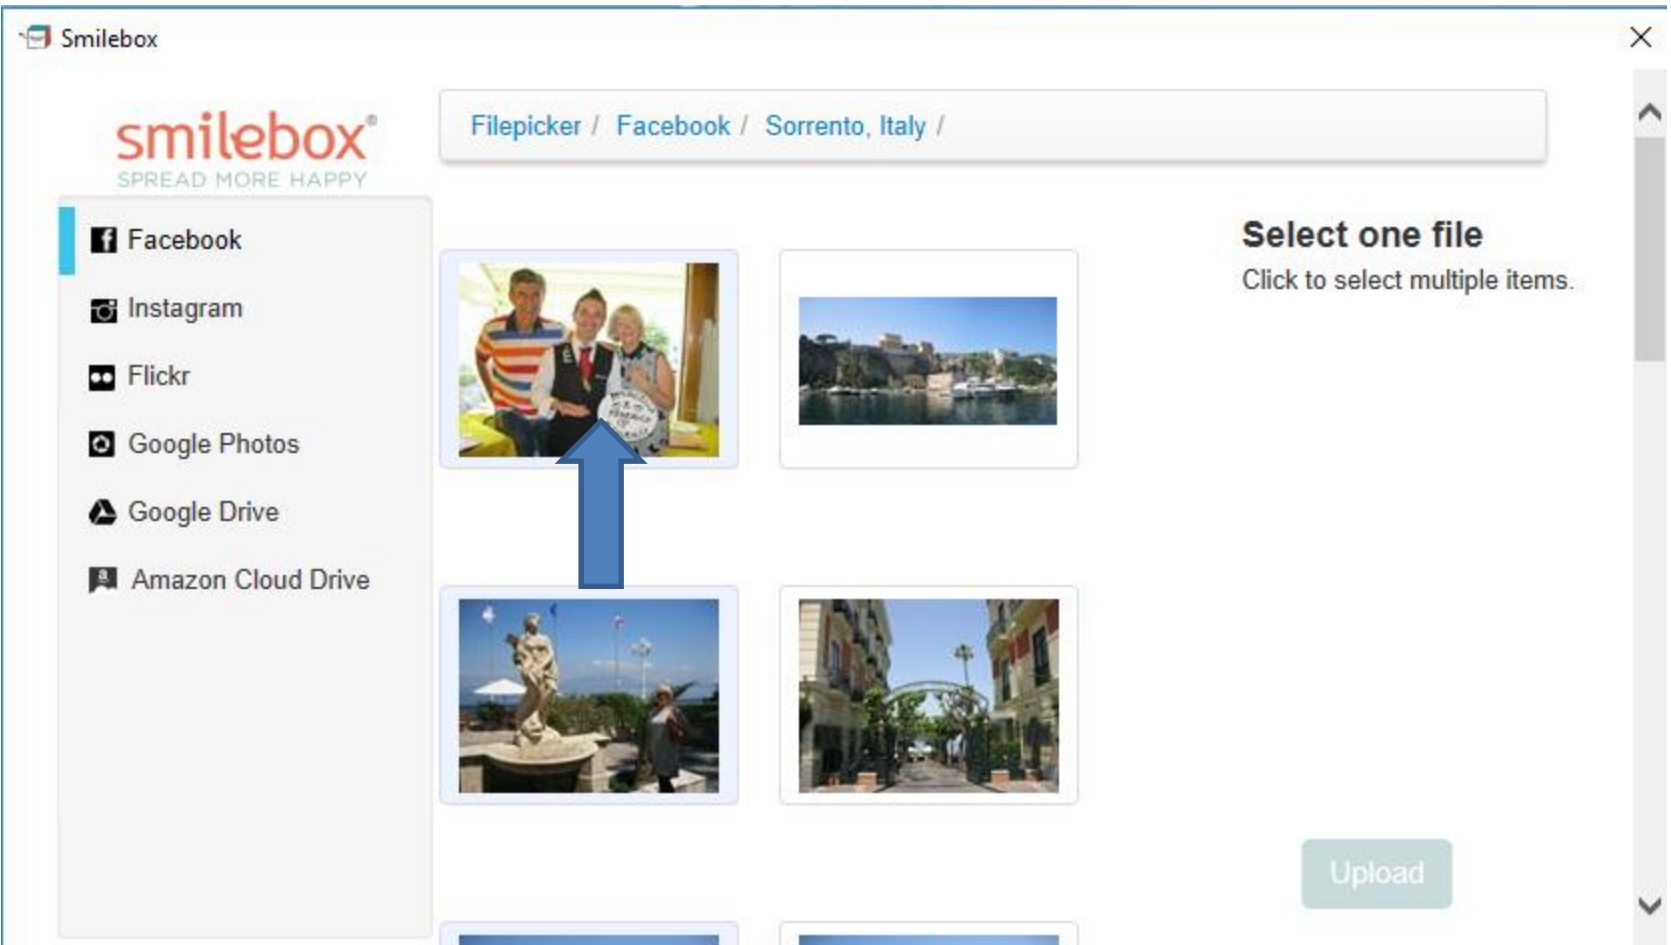 Smilebox
smilebox®
SPREAD MORE HAPPY
Filepicker / Facebook / Sorrento, Italy /
Facebook
Instagram
Flickr
Google Photos
Google Drive
Amazon Cloud Drive
Select one file
Click to select multiple items.
Upload